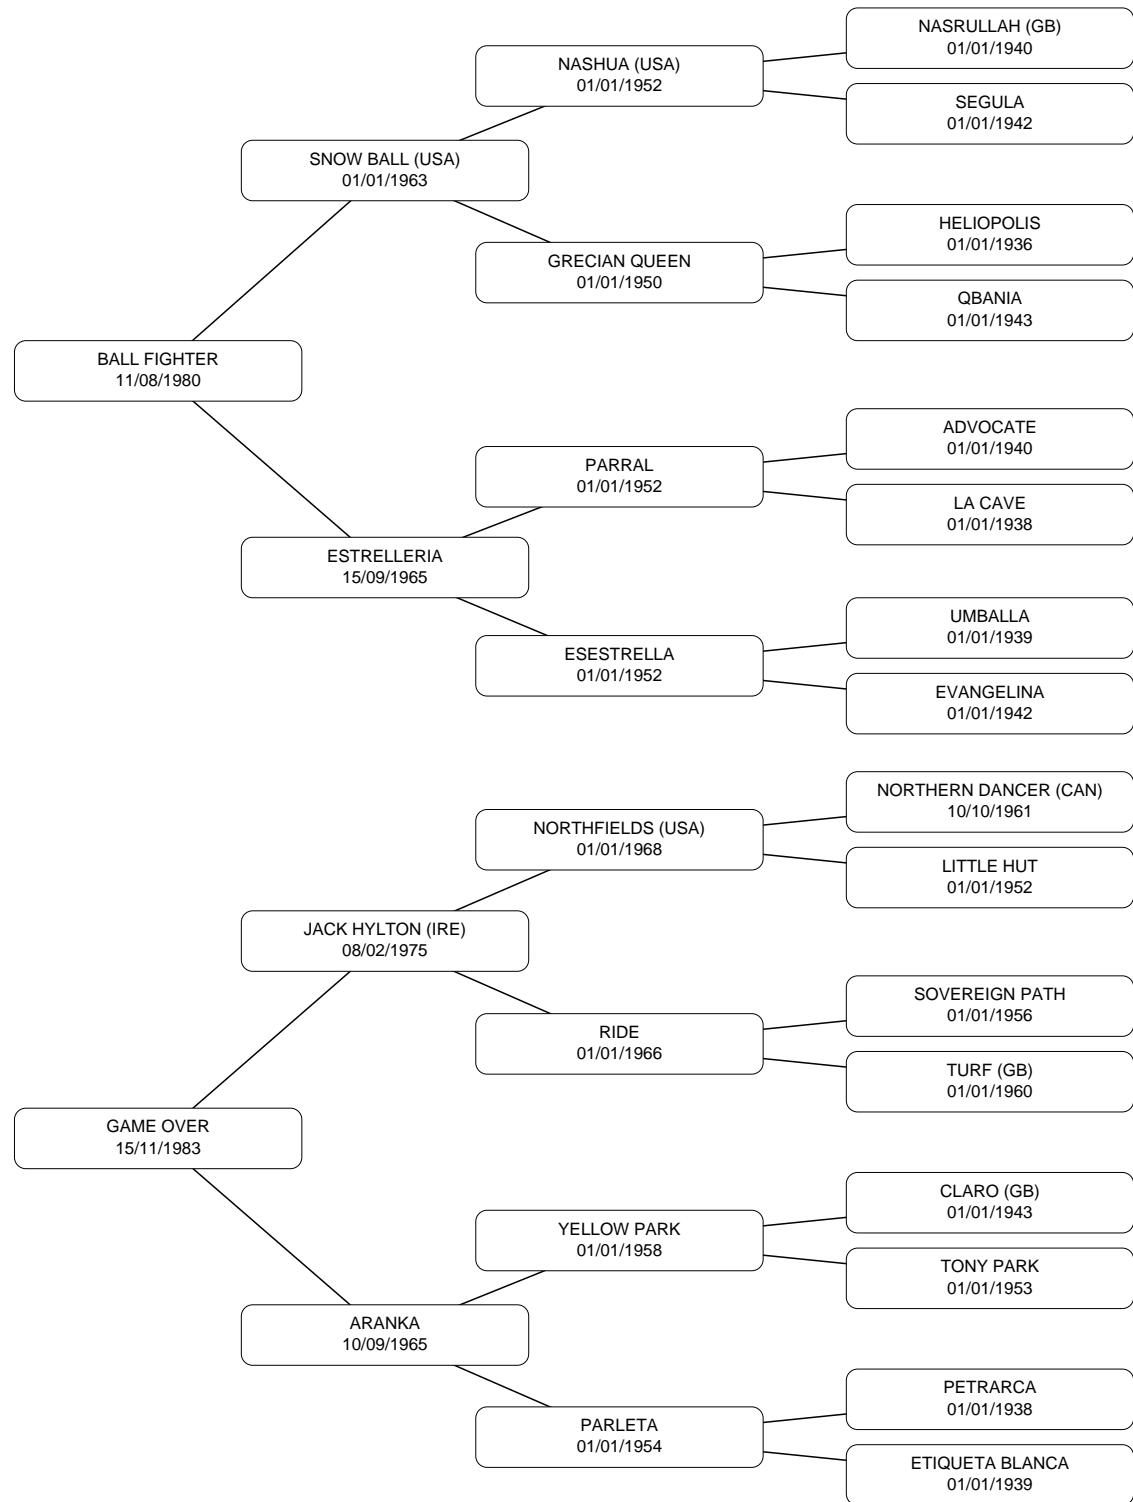 NASRULLAH (GB)
01/01/1940
NASHUA (USA)
01/01/1952
SEGULA
01/01/1942
SNOW BALL (USA)
01/01/1963
HELIOPOLIS
01/01/1936
GRECIAN QUEEN
01/01/1950
QBANIA
01/01/1943
BALL FIGHTER
11/08/1980
ADVOCATE
01/01/1940
PARRAL
01/01/1952
LA CAVE
01/01/1938
ESTRELLERIA
15/09/1965
UMBALLA
01/01/1939
ESESTRELLA
01/01/1952
EVANGELINA
01/01/1942
NORTHERN DANCER (CAN)
10/10/1961
NORTHFIELDS (USA)
01/01/1968
LITTLE HUT
01/01/1952
JACK HYLTON (IRE)
08/02/1975
SOVEREIGN PATH
01/01/1956
RIDE
01/01/1966
TURF (GB)
01/01/1960
GAME OVER
15/11/1983
CLARO (GB)
01/01/1943
YELLOW PARK
01/01/1958
TONY PARK
01/01/1953
ARANKA
10/09/1965
PETRARCA
01/01/1938
PARLETA
01/01/1954
ETIQUETA BLANCA
01/01/1939